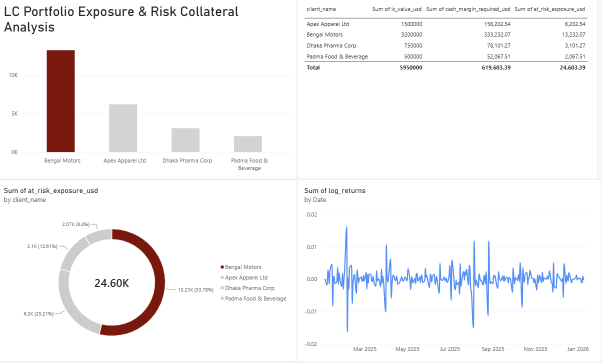 LC Portfolio Exposure & Risk Collateral
Analysis
10K
5K
0K
Bengal Motors
Apex Apparel Ltd
Dhaka Pharma Corp
Padma Food &
Beverage
client_name Sum of lc_value_usd Sum of cash_margin_required_usd Sum of at_risk_exposure_usd
Apex Apparel Ltd 1500000 156,202.54 6,202.54
Bengal Motors 3200000 333,232.07 13,232.07
Dhaka Pharma Corp 750000 78,101.27 3,101.27
Padma Food & Beverage 500000 52,067.51 2,067.51
Total 5950000 619,603.39 24,603.39
Sum of at_risk_exposure_usd
by client_name
2.07K (8.4%)
3.1K (12.61%)
6.2K (25.21%)
13.23K (53.78%)
24.60K
Bengal Motors
Apex Apparel Ltd
Dhaka Pharma Corp
Padma Food & Beverage
Sum of log_returns
by Date
0.02
0.01
0.00
-0.01
-0.02
Mar 2025
May 2025
Jul 2025
Sep 2025
Nov 2025
Jan 2026